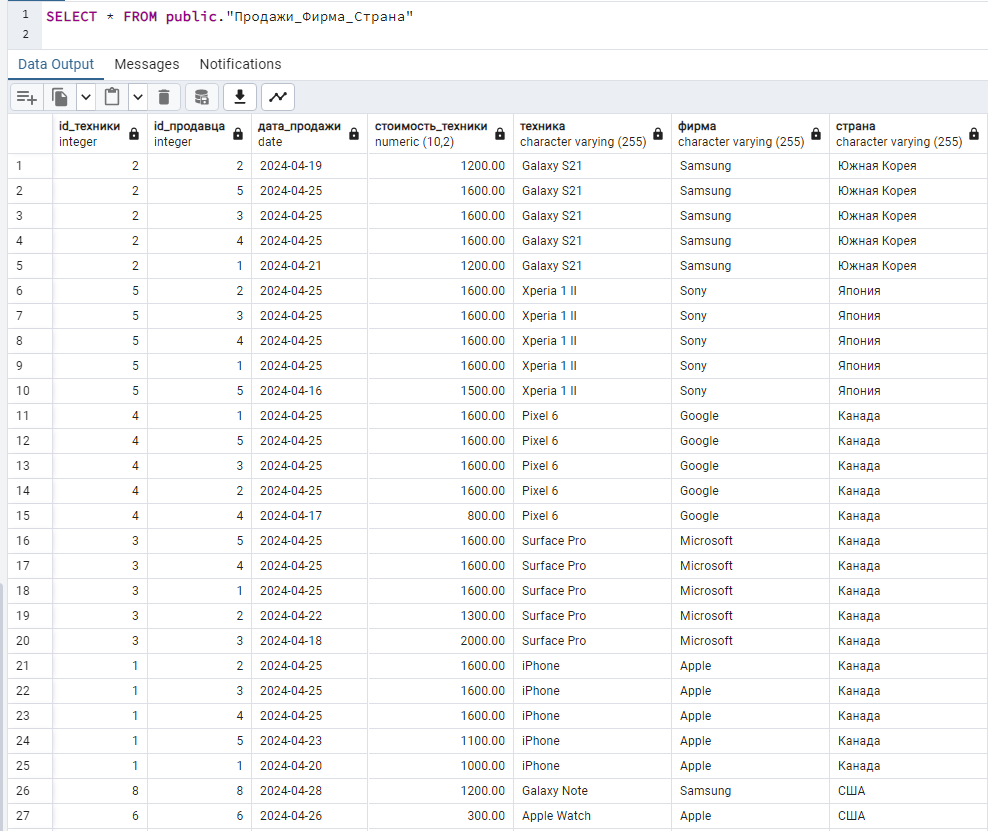 1 SELECT * FROM public."Продажи_Фирма_Страна"
2
Data Output Messages Notifications
id_техники id_продавца дата_продажи стоимость_техники техника фирма страна
integer integer date numeric (10,2) character varying (255) character varying (255) character varying (255)
1 2 2 2024-04-19 1200.00 Galaxy S21 Samsung Южная Корея
2 2 5 2024-04-25 1600.00 Galaxy S21 Samsung Южная Корея
3 2 3 2024-04-25 1600.00 Galaxy S21 Samsung Южная Корея
4 2 4 2024-04-25 1600.00 Galaxy S21 Samsung Южная Корея
5 2 1 2024-04-21 1200.00 Galaxy S21 Samsung Южная Корея
6 5 2 2024-04-25 1600.00 Xperia 1 II Sony Япония
7 5 3 2024-04-25 1600.00 Xperia 1 II Sony Япония
8 5 4 2024-04-25 1600.00 Xperia 1 II Sony Япония
9 5 1 2024-04-25 1600.00 Xperia 1 II Sony Япония
10 5 5 2024-04-16 1500.00 Xperia 1 II Sony Япония
11 4 1 2024-04-25 1600.00 Pixel 6 Google Канада
12 4 5 2024-04-25 1600.00 Pixel 6 Google Канада
13 4 3 2024-04-25 1600.00 Pixel 6 Google Канада
14 4 2 2024-04-25 1600.00 Pixel 6 Google Канада
15 4 4 2024-04-17 800.00 Pixel 6 Google Канада
16 3 5 2024-04-25 1600.00 Surface Pro Microsoft Канада
17 3 4 2024-04-25 1600.00 Surface Pro Microsoft Канада
18 3 1 2024-04-25 1600.00 Surface Pro Microsoft Канада
19 3 2 2024-04-22 1300.00 Surface Pro Microsoft Канада
20 3 3 2024-04-18 2000.00 Surface Pro Microsoft Канада
21 1 2 2024-04-25 1600.00 iPhone Apple Канада
22 1 3 2024-04-25 1600.00 iPhone Apple Канада
23 1 4 2024-04-25 1600.00 iPhone Apple Канада
24 1 5 2024-04-23 1100.00 iPhone Apple Канада
25 1 1 2024-04-20 1000.00 iPhone Apple Канада
26 8 8 2024-04-28 1200.00 Galaxy Note Samsung США
27 6 6 2024-04-26 300.00 Apple Watch Apple США